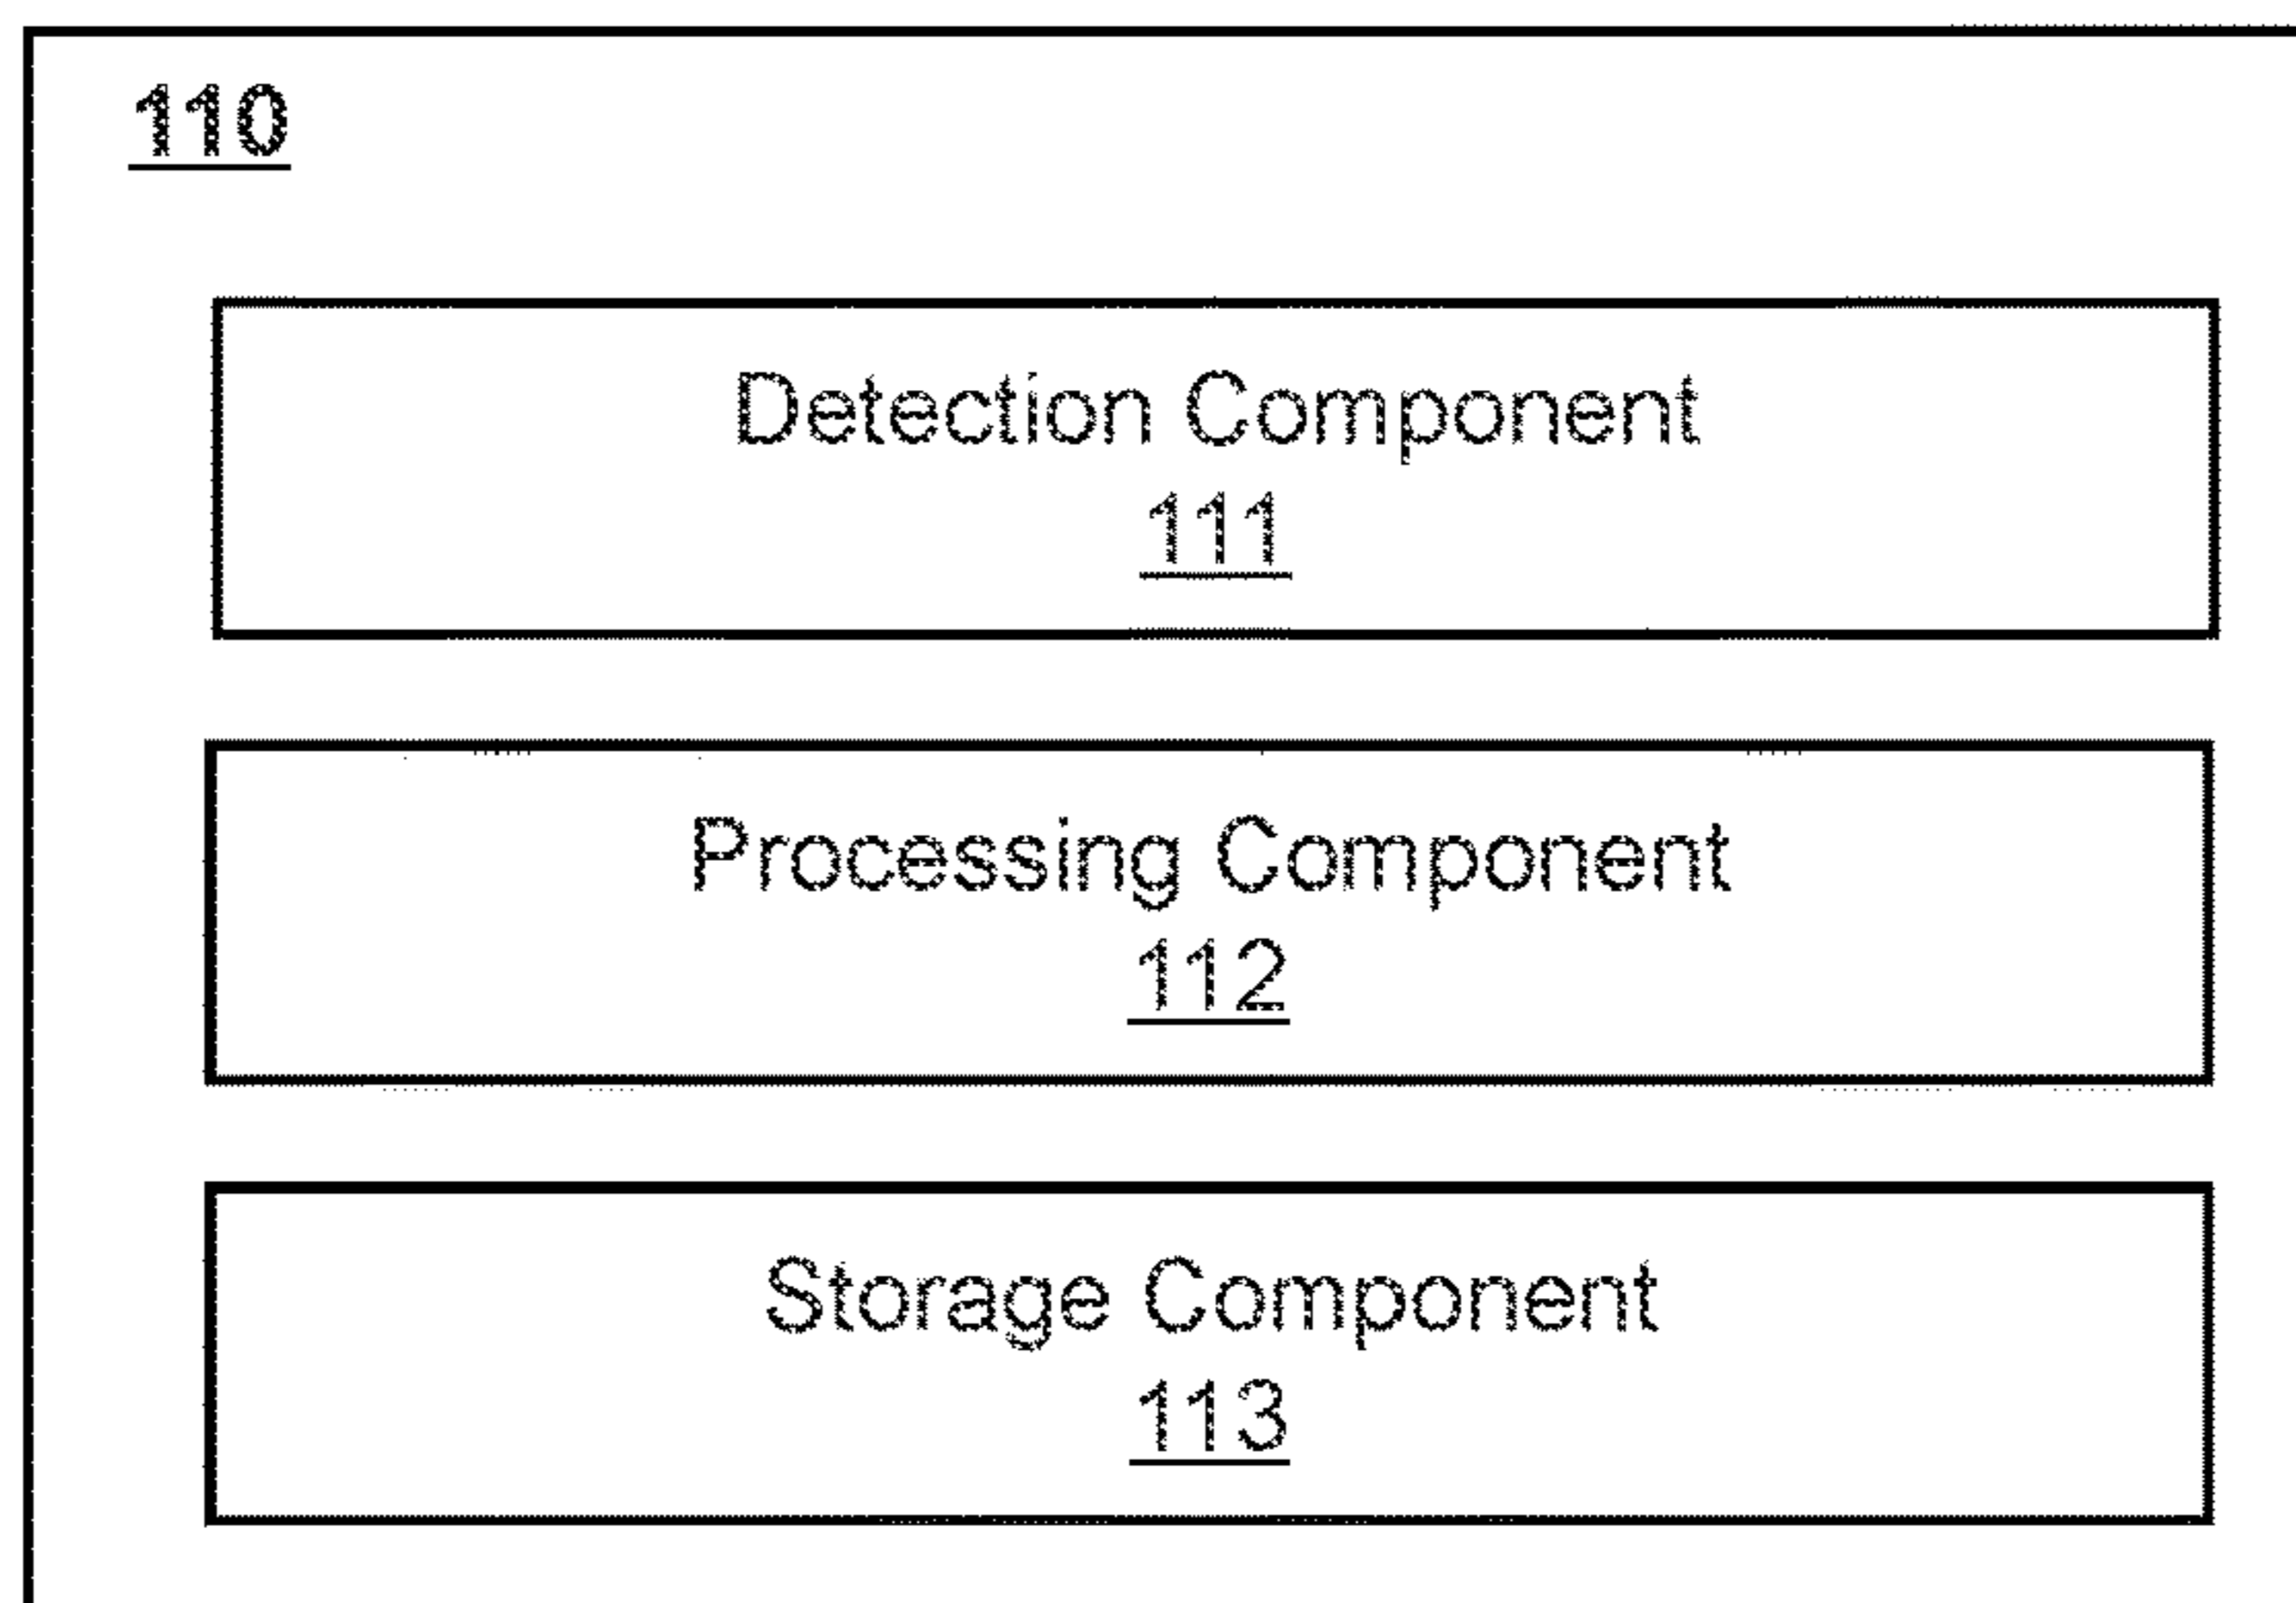 110
Detection Component
111
Processing Component
112
Storage Component
113